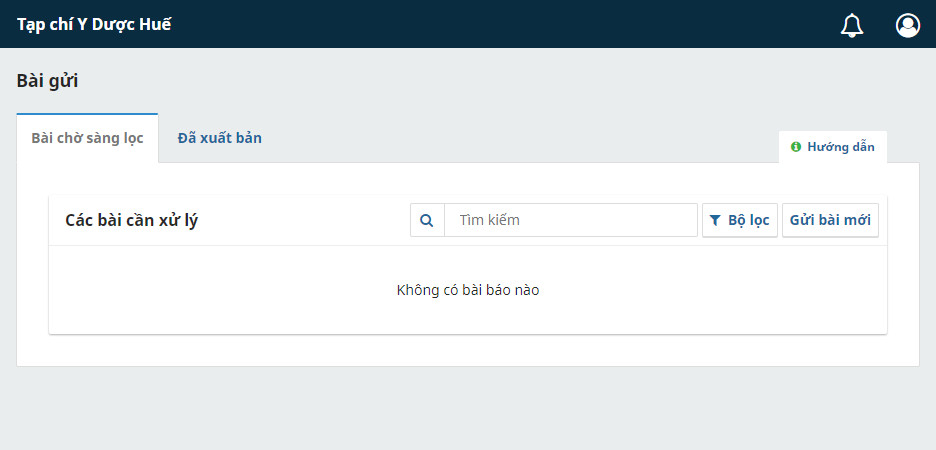 Tạp chí Y Dược Huế
Bài gửi
Bài chờ sàng lọc
Đã xuất bản
Hướng dẫn
Các bài cần xử lý
Tìm kiếm
Bộ lọc
Gửi bài mới
Không có bài báo nào